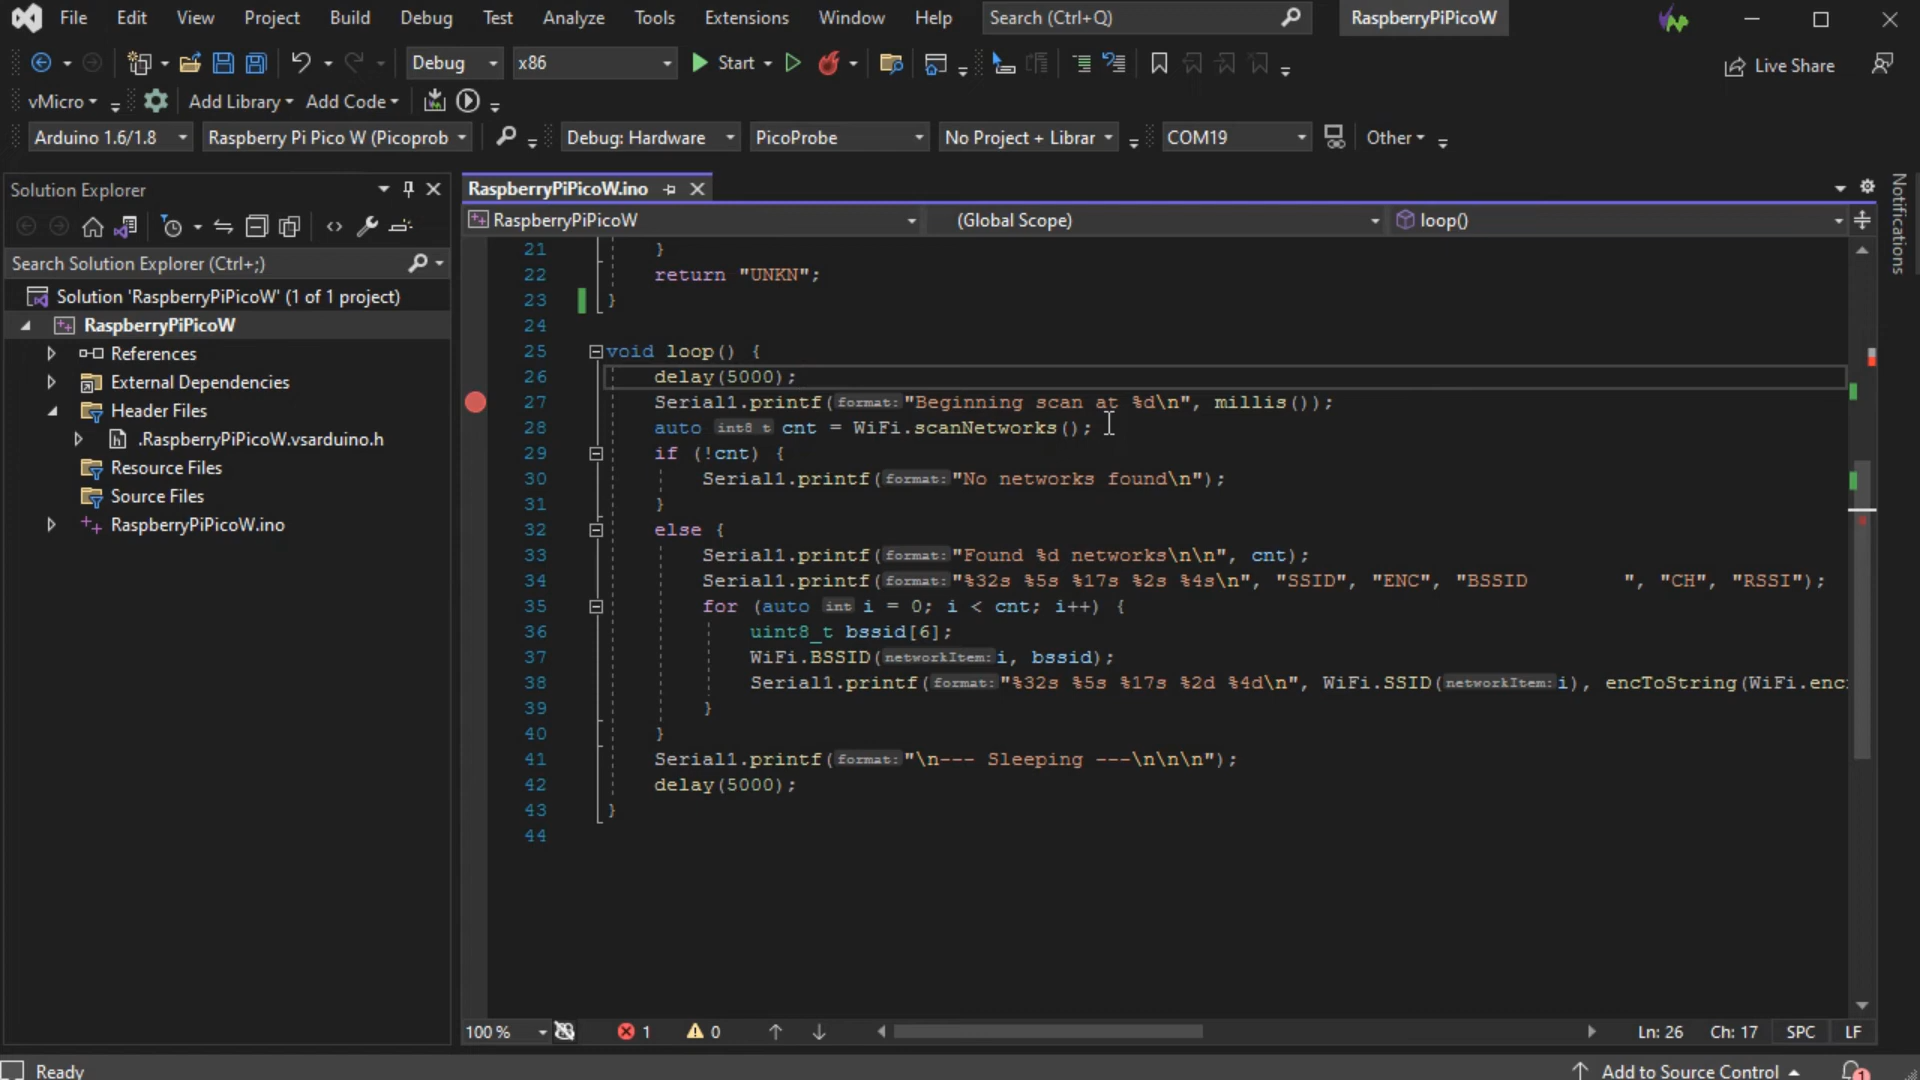 File Edit View Project Build Debug Test Analyze Tools Extensions Window Help Search (Ctrl+Q) RaspberryPiPicoW
Debug x86 Start Live Share
vMicro Add Library Add Code
Arduino 1.6/1.8 Raspberry Pi Pico W (Picoprob Debug: Hardware PicoProbe No Project + Librar COM19 Other
Solution Explorer
Search Solution Explorer (Ctrl+;)
Solution 'RaspberryPiPicoW' (1 of 1 project)
RaspberryPiPicoW
References
External Dependencies
Header Files
.RaspberryPiPicoW.vsarduino.h
Resource Files
Source Files
RaspberryPiPicoW.ino
RaspberryPiPicoW.ino
RaspberryPiPicoW (Global Scope) loop()
21 }
22 return "UNKN";
23 }
24
25 void loop() {
26 delay(5000);
27 Serial1.printf(format:"Beginning scan at %d\n", millis());
28 auto int8_t cnt = WiFi.scanNetworks();
29 if (!cnt) {
30 Serial1.printf(format:"No networks found\n");
31 }
32 else {
33 Serial1.printf(format:"Found %d networks\n\n", cnt);
34 Serial1.printf(format:"%32s %5s %17s %2s %4s\n", "SSID", "ENC", "BSSID        ", "CH", "RSSI");
35 for (auto int i = 0; i < cnt; i++) {
36 uint8_t bssid[6];
37 WiFi.BSSID(networkItem:i, bssid);
38 Serial1.printf(format:"%32s %5s %17s %2d %4d\n", WiFi.SSID(networkItem:i), encToString(WiFi.enc
39 }
40 }
41 Serial1.printf(format:"\n--- Sleeping ---\n\n\n");
42 delay(5000);
43 }
44
100 % 1 0 Ln: 26 Ch: 17 SPC LF
Ready Add to Source Control 1
Notifications